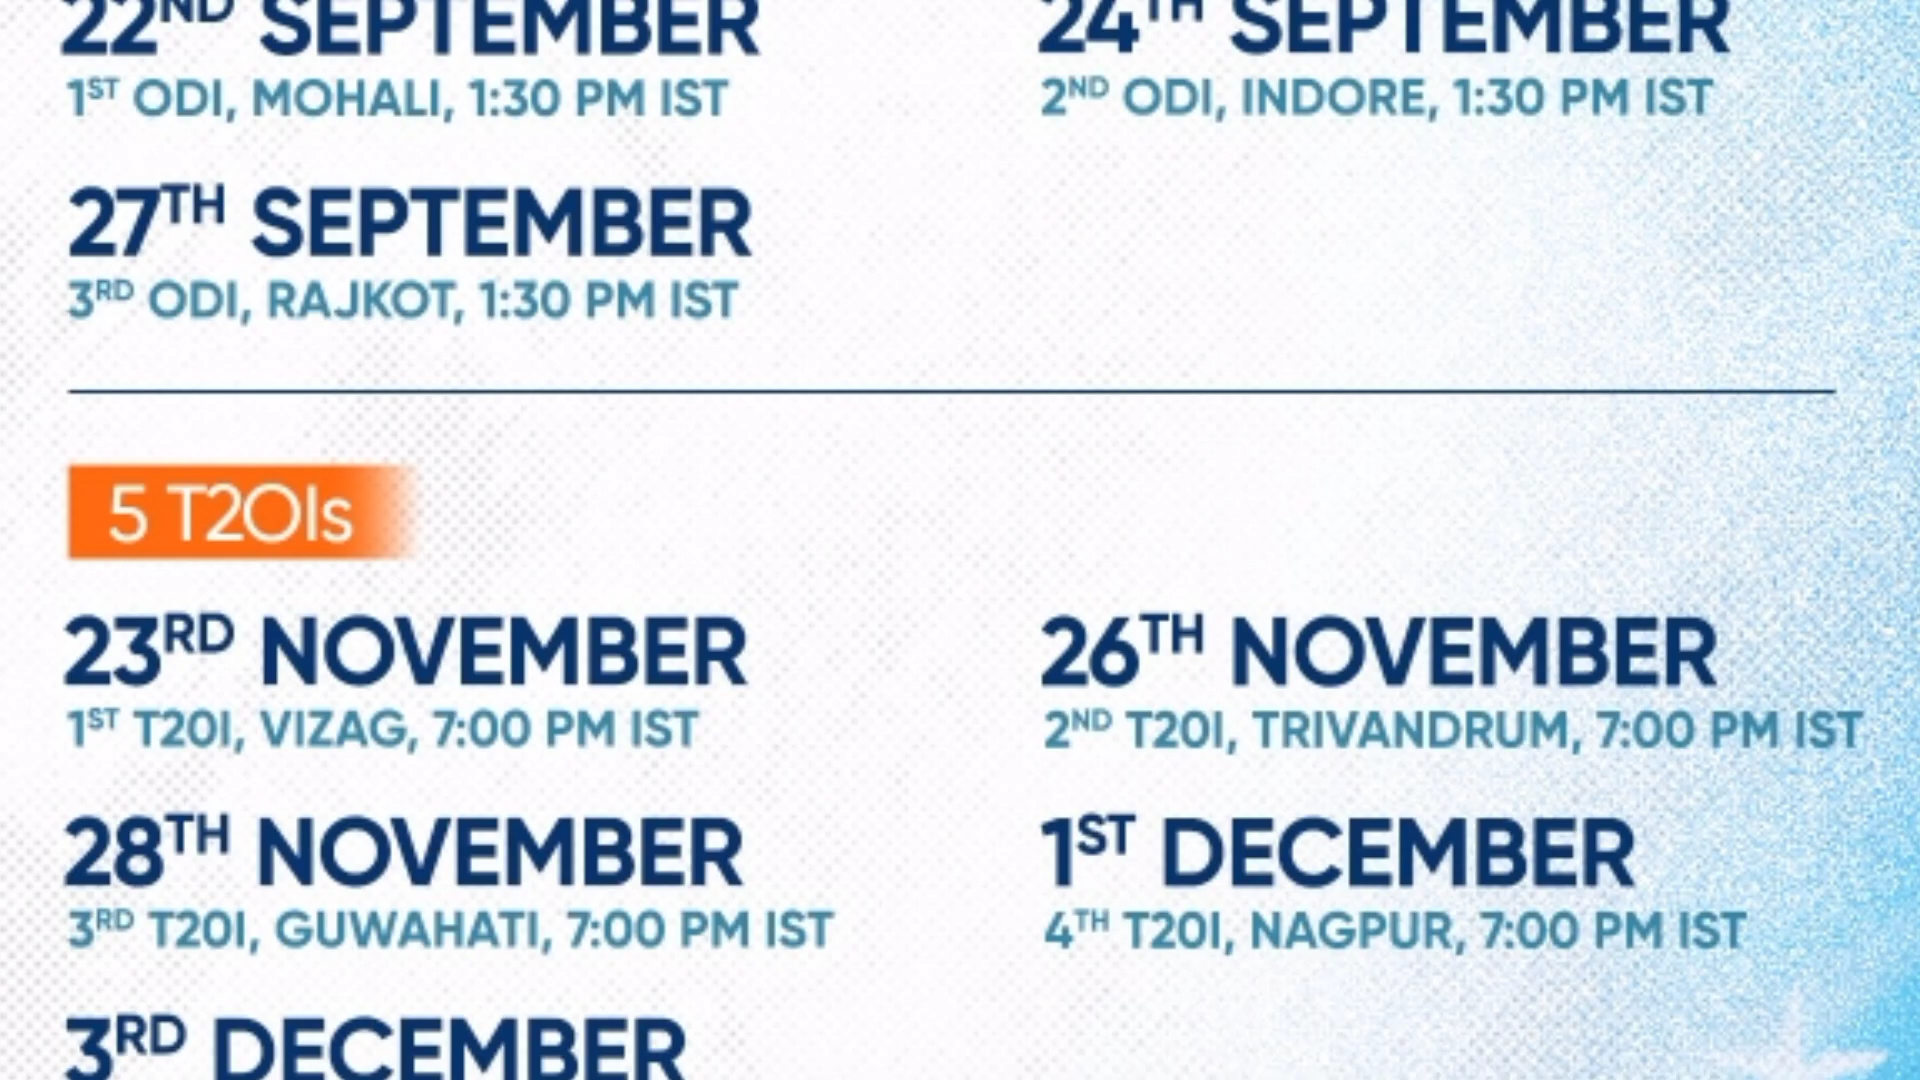 22ND SEPTEMBER
1ST ODI, MOHALI, 1:30 PM IST
24TH SEPTEMBER
2ND ODI, INDORE, 1:30 PM IST
27TH SEPTEMBER
3RD ODI, RAJKOT, 1:30 PM IST
5 T20Is
23RD NOVEMBER
1ST T20I, VIZAG, 7:00 PM IST
26TH NOVEMBER
2ND T20I, TRIVANDRUM, 7:00 PM IST
28TH NOVEMBER
3RD T20I, GUWAHATI, 7:00 PM IST
1ST DECEMBER
4TH T20I, NAGPUR, 7:00 PM IST
3RD DECEMBER